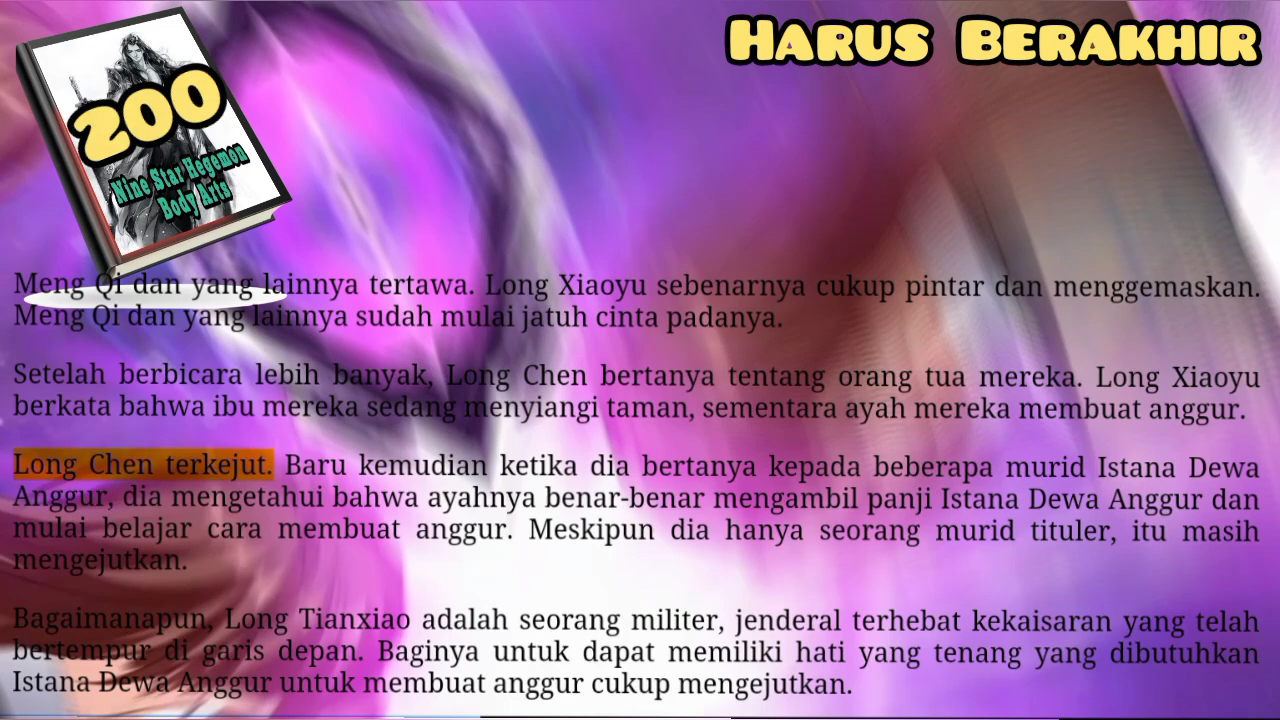 Harus Berakhir
200
Nine Star Hegemon
Body Arts
Meng Qi dan yang lainnya tertawa. Long Xiaoyu sebenarnya cukup pintar dan menggemaskan.
Meng Qi dan yang lainnya sudah mulai jatuh cinta padanya.
Setelah berbicara lebih banyak, Long Chen bertanya tentang orang tua mereka. Long Xiaoyu
berkata bahwa ibu mereka sedang menyiangi taman, sementara ayah mereka membuat anggur.
Long Chen terkejut. Baru kemudian ketika dia bertanya kepada beberapa murid Istana Dewa
Anggur, dia mengetahui bahwa ayahnya benar-benar mengambil panji Istana Dewa Anggur dan
mulai belajar cara membuat anggur. Meskipun dia hanya seorang murid tituler, itu masih
mengejutkan.
Bagaimanapun, Long Tianxiao adalah seorang militer, jenderal terhebat kekaisaran yang telah
bertempur di garis depan. Baginya untuk dapat memiliki hati yang tenang yang dibutuhkan
Istana Dewa Anggur untuk membuat anggur cukup mengejutkan.